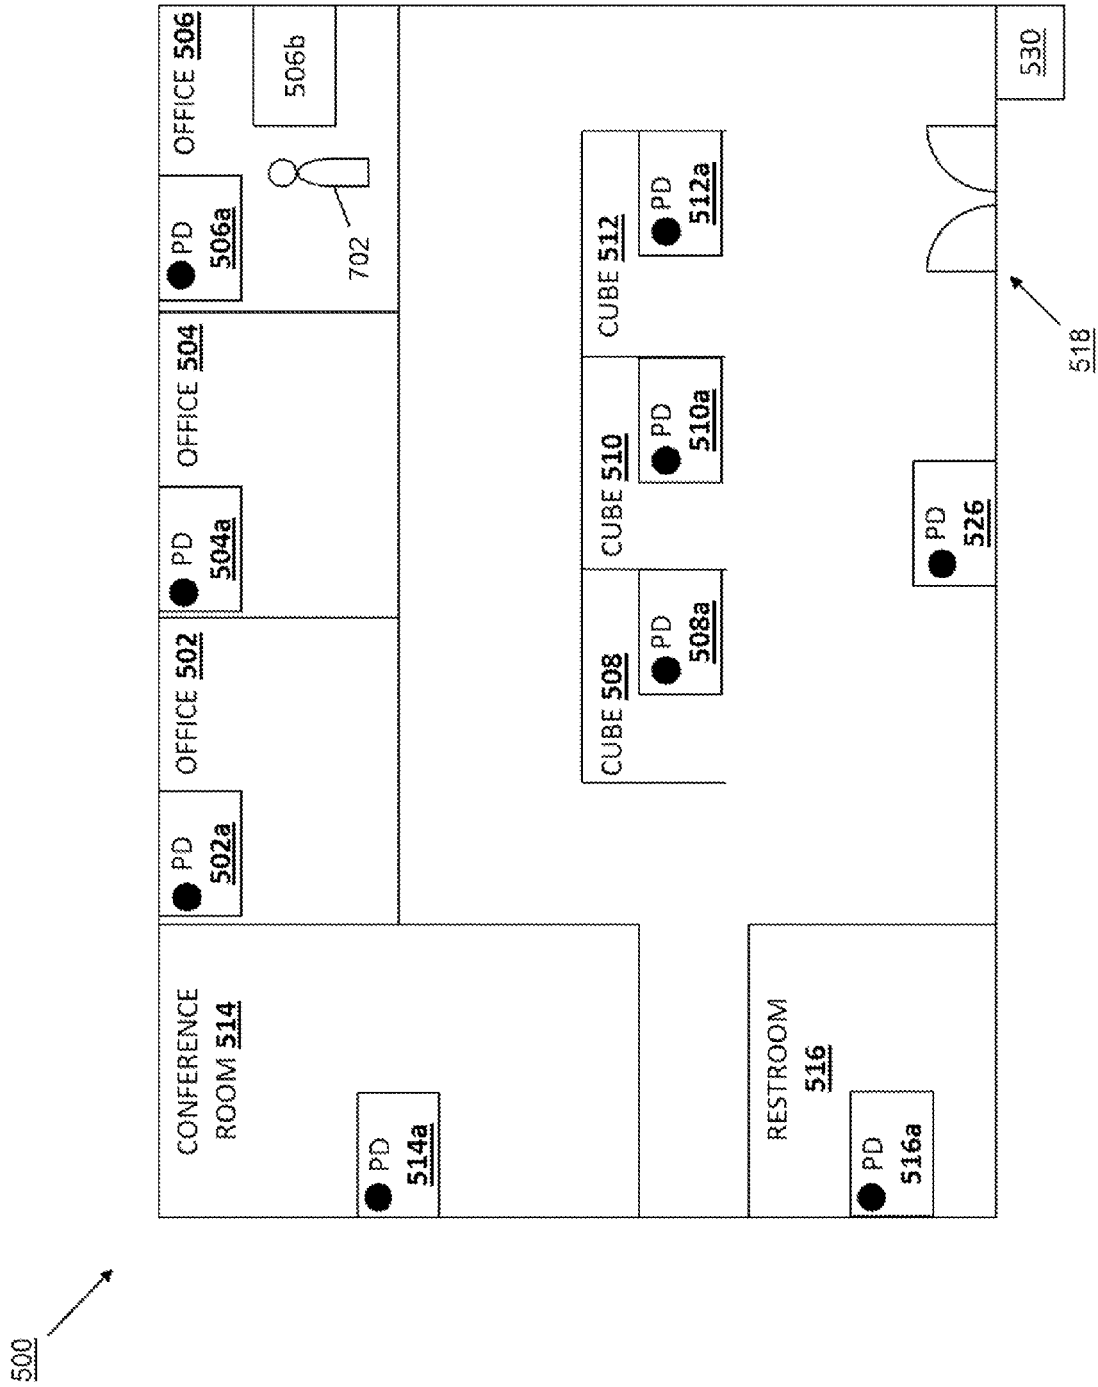 500
CONFERENCE
ROOM 514
PD
514a
RESTROOM
516
PD
516a
OFFICE 502
PD
502a
OFFICE 504
PD
504a
OFFICE 506
PD
506a
506b
702
CUBE 508
PD
508a
CUBE 510
PD
510a
CUBE 512
PD
512a
PD
526
518
530